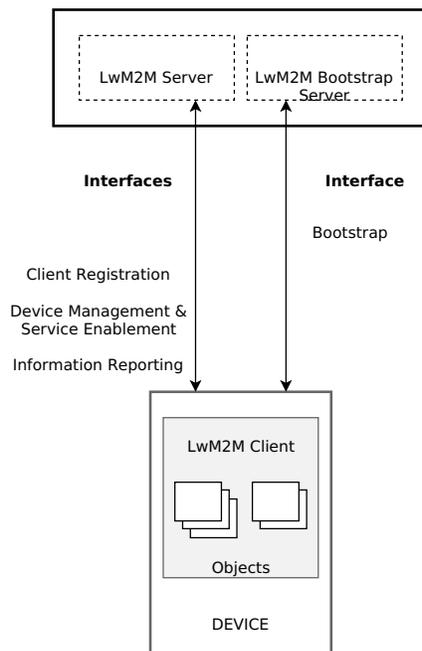 LwM2M Server
LwM2M Bootstrap
Server
Interfaces
Interface
Bootstrap
Client Registration
Device Management &
Service Enablement
Information Reporting
LwM2M Client
Objects
DEVICE